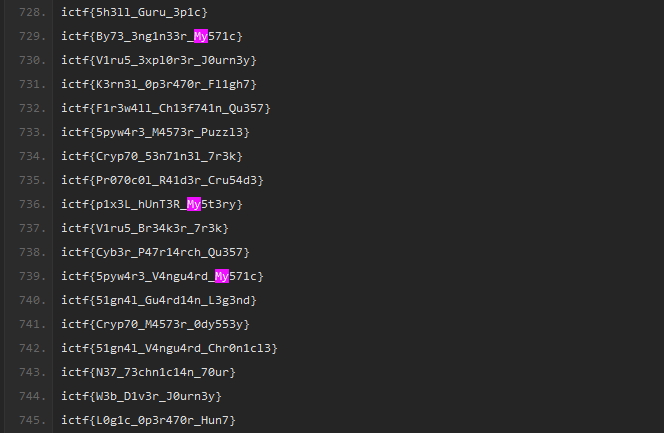 728. ictf{5h3ll_Guru_3p1c}
729. ictf{By73_3ng1n33r_My571c}
730. ictf{V1ru5_3xpl0r3r_J0urn3y}
731. ictf{K3rn3l_0p3r470r_Fl1gh7}
732. ictf{F1r3w4ll_Ch13f741n_Qu357}
733. ictf{5pyw4r3_M4573r_Puzzl3}
734. ictf{Cryp70_53n71n3l_7r3k}
735. ictf{Pr070c0l_R41d3r_Cru54d3}
736. ictf{p1x3L_hUnT3R_My5t3ry}
737. ictf{V1ru5_Br34k3r_7r3k}
738. ictf{Cyb3r_P47r14rch_Qu357}
739. ictf{5pyw4r3_V4ngu4rd_My571c}
740. ictf{51gn4l_Gu4rd14n_L3g3nd}
741. ictf{Cryp70_M4573r_0dy553y}
742. ictf{51gn4l_V4ngu4rd_Chr0n1cl3}
743. ictf{N37_73chn1c14n_70ur}
744. ictf{W3b_D1v3r_J0urn3y}
745. ictf{L0g1c_0p3r470r_Hun7}